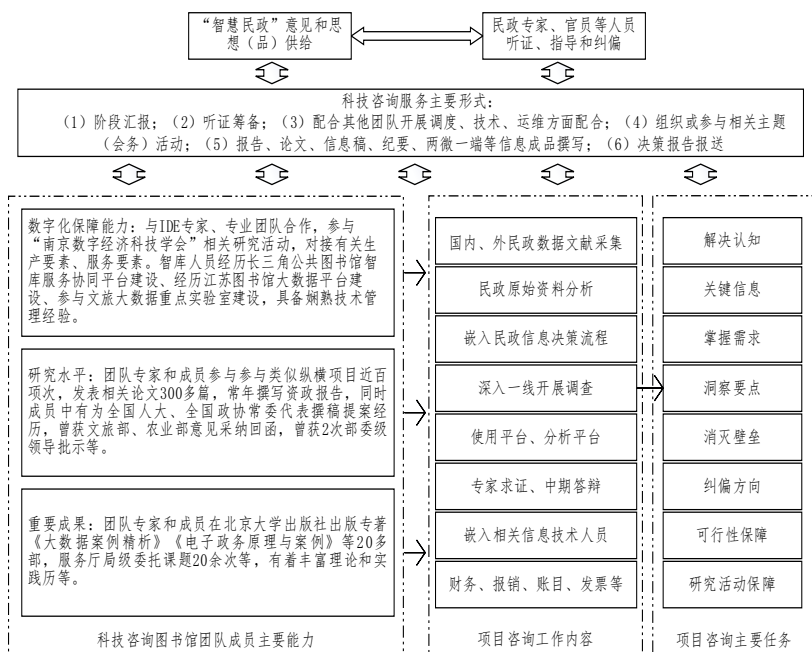 “智慧民政”意见和思
想（品）供给
民政专家、官员等人员
听证、指导和纠偏
科技咨询服务主要形式：
（1）阶段汇报；（2）听证筹备；（3）配合其他团队开展调度、技术、运维方面配合；（4）组织或参与相关主题
（会务）活动；（5）报告、论文、信息稿、纪要、两微一端等信息成品撰写；（6）决策报告报送
数字化保障能力：与IDE专家、专业团队合作，参与
“南京数字经济科技学会”相关研究活动，对接有关生
产要素、服务要素。智库人员经历长三角公共图书馆智
库服务协同平台建设、经历江苏图书馆大数据平台建
设、参与文旅大数据重点实验室建设，具备娴熟技术管
理经验。
研究水平：团队专家和成员参与参与类似纵横项目近百
项次，发表相关论文300多篇，常年撰写资政报告，同时
成员中有为全国人大、全国政协常委代表撰稿提案经
历，曾获文旅部、农业部意见采纳回函，曾获2次部委级
领导批示等。
重要成果：团队专家和成员在北京大学出版社出版专著
《大数据案例精析》《电子政务原理与案例》等20多
部，服务厅局级委托课题20余次等，有着丰富理论和实
践历等。
科技咨询图书馆团队成员主要能力
国内、外民政数据文献采集
民政原始资料分析
嵌入民政信息决策流程
深入一线开展调查
使用平台、分析平台
专家求证、中期答辩
嵌入相关信息技术人员
财务、报销、账目、发票等
项目咨询工作内容
解决认知
关键信息
掌握需求
洞察要点
消灭壁垒
纠偏方向
可行性保障
研究活动保障
项目咨询主要任务